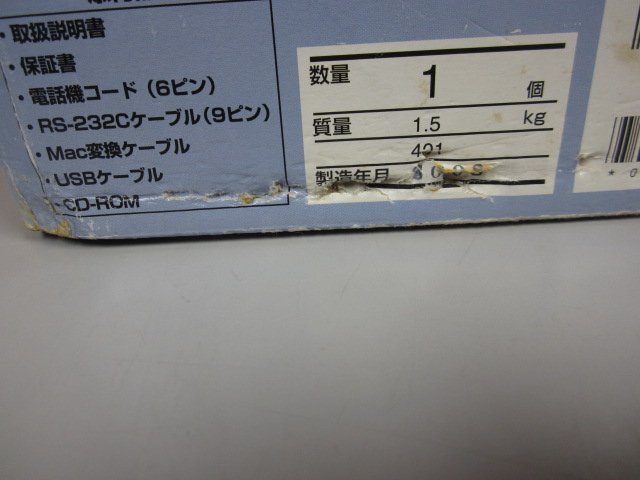 ・取扱説明書
・保証書
・電話機コード（6ピン）
・RS-232Cケーブル（9ピン）
・Mac変換ケーブル
・USBケーブル
・CD-ROM
数量 1 個
質量 1.5 kg
401
製造年月
* 0